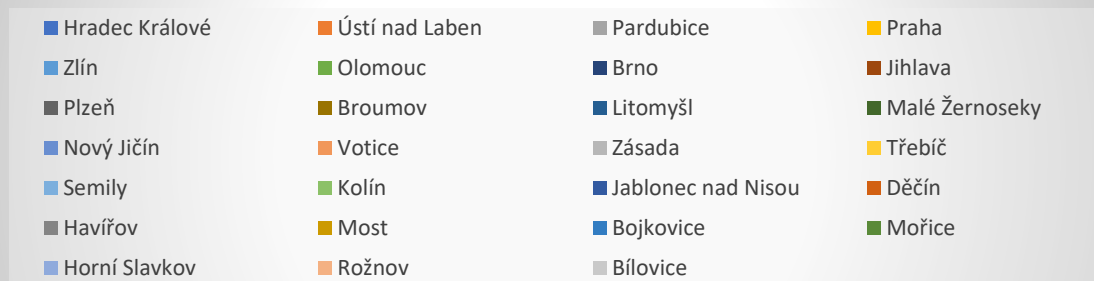 Hradec Králové Ústí nad Laben Pardubice Praha
Zlín Olomouc Brno Jihlava
Plzeň Broumov Litomyšl Malé Žernoseky
Nový Jičín Votice Zásada Třebíč
Semily Kolín Jablonec nad Nisou Děčín
Havířov Most Bojkovice Mořice
Horní Slavkov Rožnov Bílovice